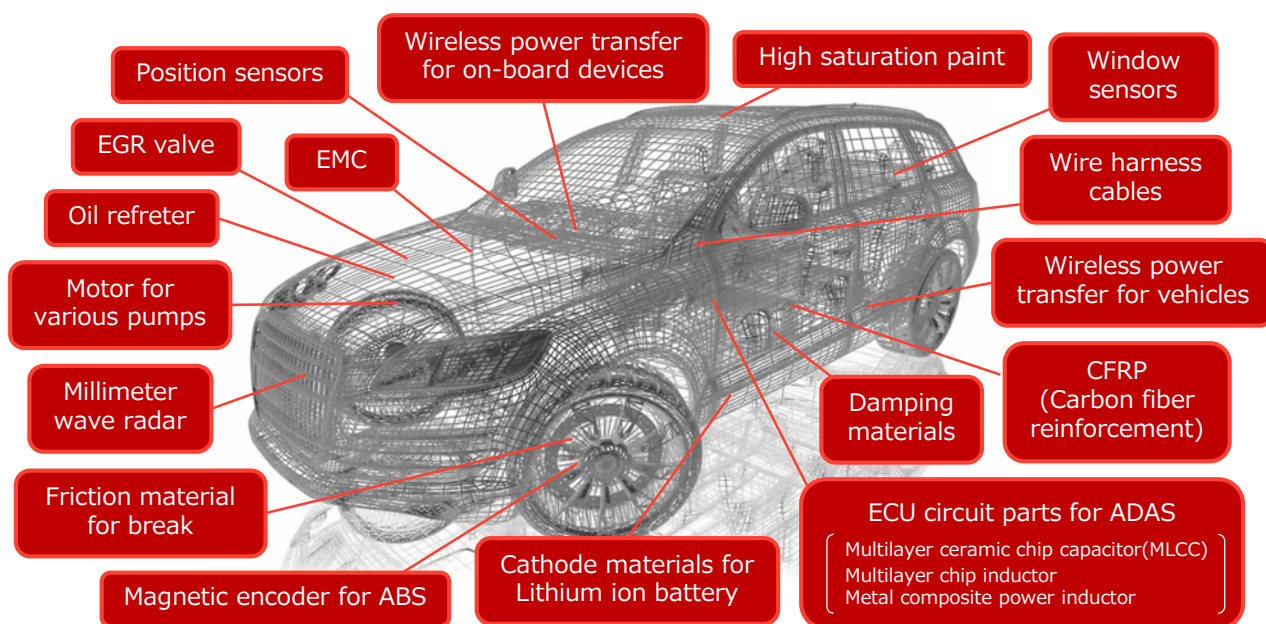 Position sensors
Wireless power transfer
for on-board devices
High saturation paint
Window
sensors
EGR valve
EMC
Wire harness
cables
Oil refreter
Motor for
various pumps
Wireless power
transfer for vehicles
Millimeter
wave radar
Damping
materials
CFRP
(Carbon fiber
reinforcement)
Friction material
for break
Magnetic encoder for ABS
Cathode materials for
Lithium ion battery
ECU circuit parts for ADAS
Multilayer ceramic chip capacitor(MLCC)
Multilayer chip inductor
Metal composite power inductor